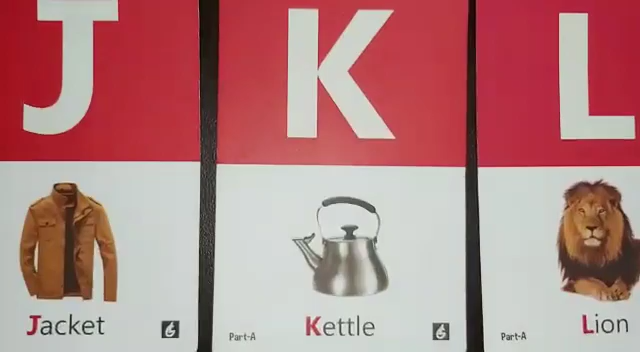 J
Jacket
K
Part-A
Kettle
L
Part-A
Lion